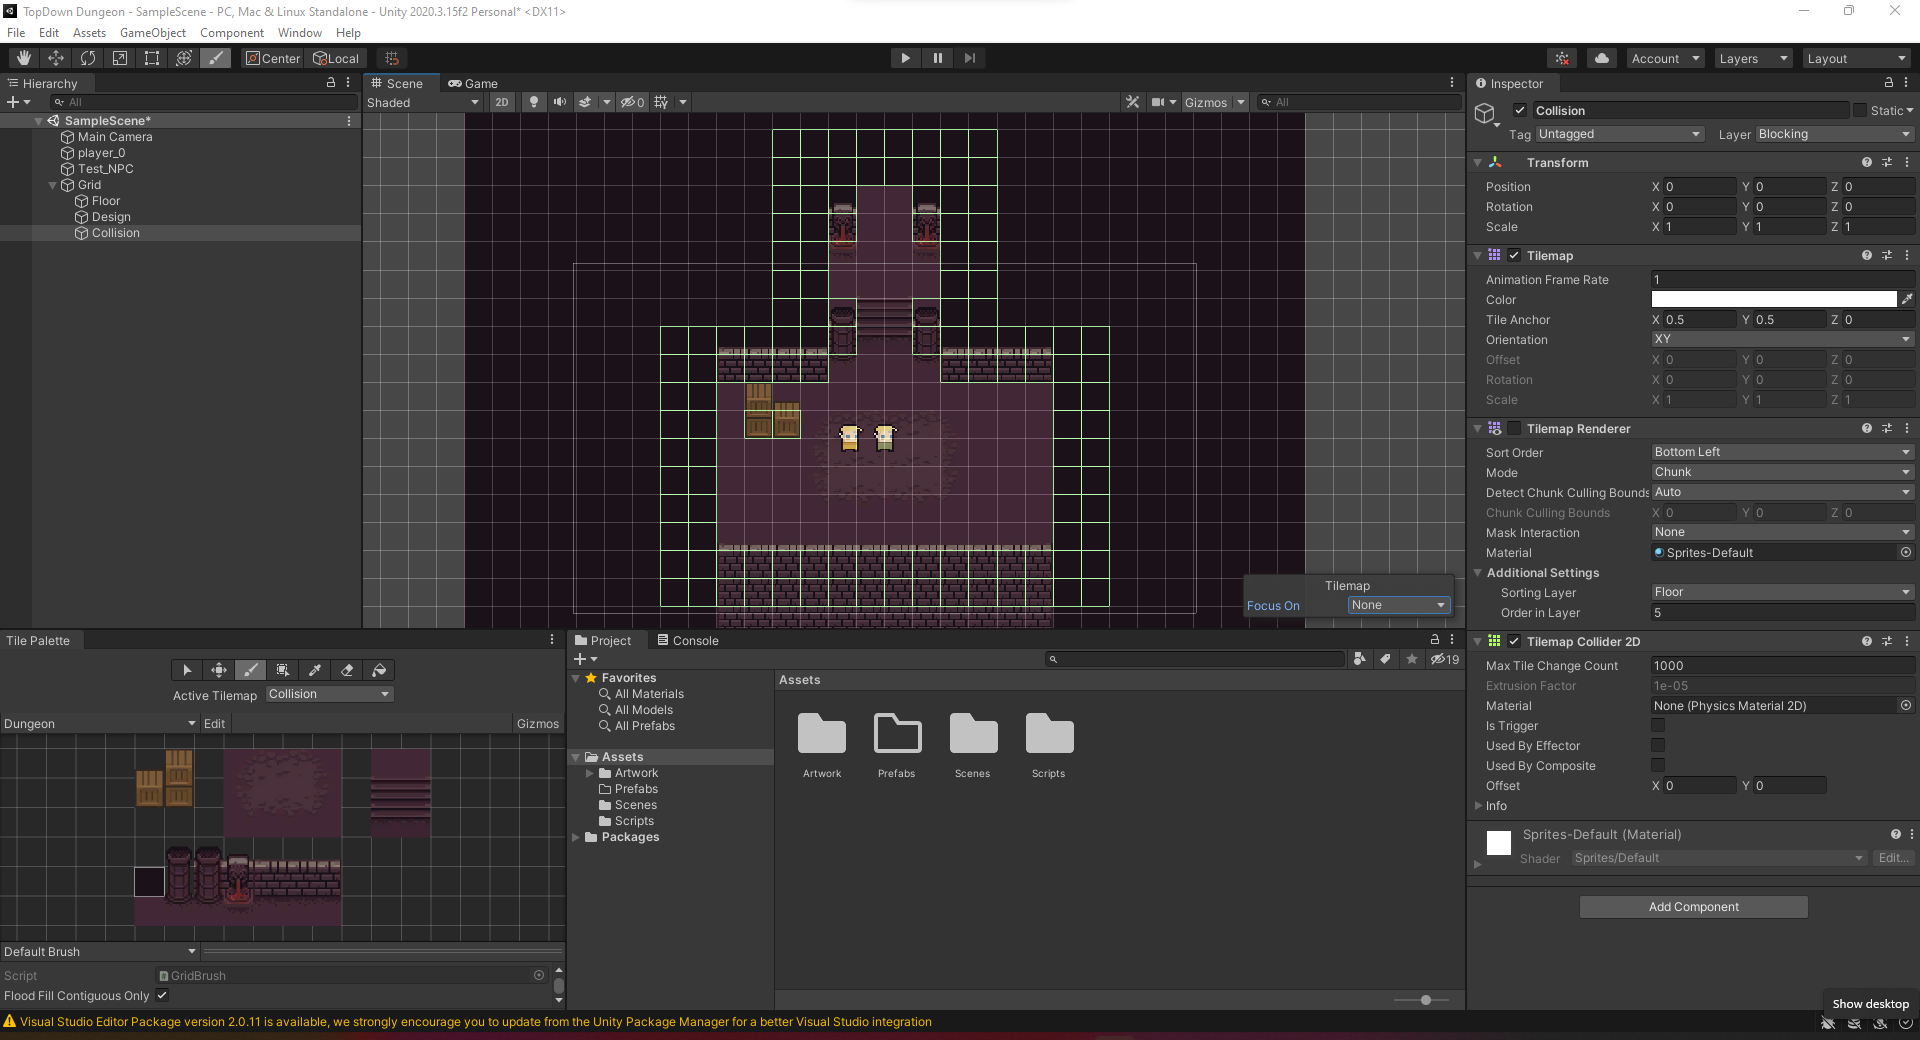 TopDown Dungeon - SampleScene - PC, Mac & Linux Standalone - Unity 2020.3.15f2 Personal* <DX11>
File Edit Assets GameObject Component Window Help
Center Local
Account Layers Layout
Hierarchy
All
SampleScene*
Main Camera
player_0
Test_NPC
Grid
Floor
Design
Collision
Scene Game
Shaded 2D 0 Gizmos All
Tilemap
Focus On None
Inspector
Collision Static
Tag Untagged Layer Blocking
Transform
Position X 0 Y 0 Z 0
Rotation X 0 Y 0 Z 0
Scale X 1 Y 1 Z 1
Tilemap
Animation Frame Rate 1
Color
Tile Anchor X 0.5 Y 0.5 Z 0
Orientation XY
Offset X 0 Y 0 Z 0
Rotation X 0 Y 0 Z 0
Scale X 1 Y 1 Z 1
Tilemap Renderer
Sort Order Bottom Left
Mode Chunk
Detect Chunk Culling Bounds Auto
Chunk Culling Bounds X 0 Y 0 Z 0
Mask Interaction None
Material Sprites-Default
Additional Settings
Sorting Layer Floor
Order in Layer 5
Tilemap Collider 2D
Max Tile Change Count 1000
Extrusion Factor 1e-05
Material None (Physics Material 2D)
Is Trigger
Used By Effector
Used By Composite
Offset X 0 Y 0
Info
Sprites-Default (Material)
Shader Sprites/Default Edit...
Add Component
Tile Palette
Active Tilemap Collision
Dungeon Edit Gizmos
Default Brush
Script GridBrush
Flood Fill Contiguous Only
Project Console
19
Favorites
All Materials
All Models
All Prefabs
Assets
Artwork
Prefabs
Scenes
Scripts
Packages
Assets
Artwork Prefabs Scenes Scripts
Show desktop
Visual Studio Editor Package version 2.0.11 is available, we strongly encourage you to update from the Unity Package Manager for a better Visual Studio integration